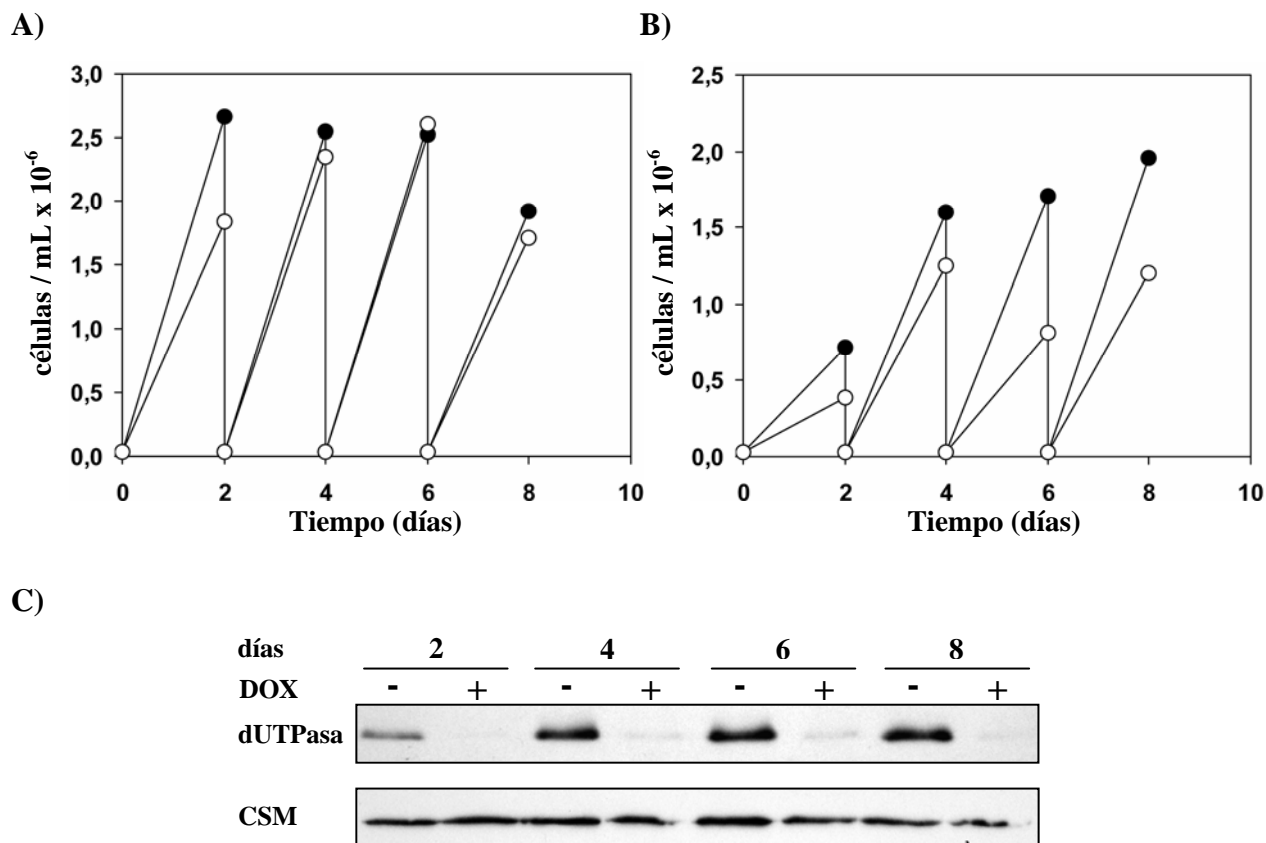 A)
3,0
2,5
2,0
1,5
1,0
0,5
0,0
células / mL x 10-6
0 2 4 6 8 10
Tiempo (días)
B)
2,5
2,0
1,5
1,0
0,5
0,0
células / mL x 10-6
0 2 4 6 8 10
Tiempo (días)
C)
días 2 4 6 8
DOX - + - + - + - +
dUTPasa
CSM